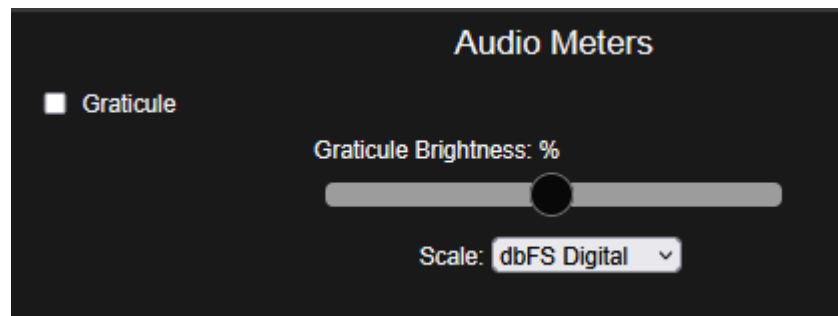 Audio Meters
Graticule
Graticule Brightness: %
Scale: dbFS Digital